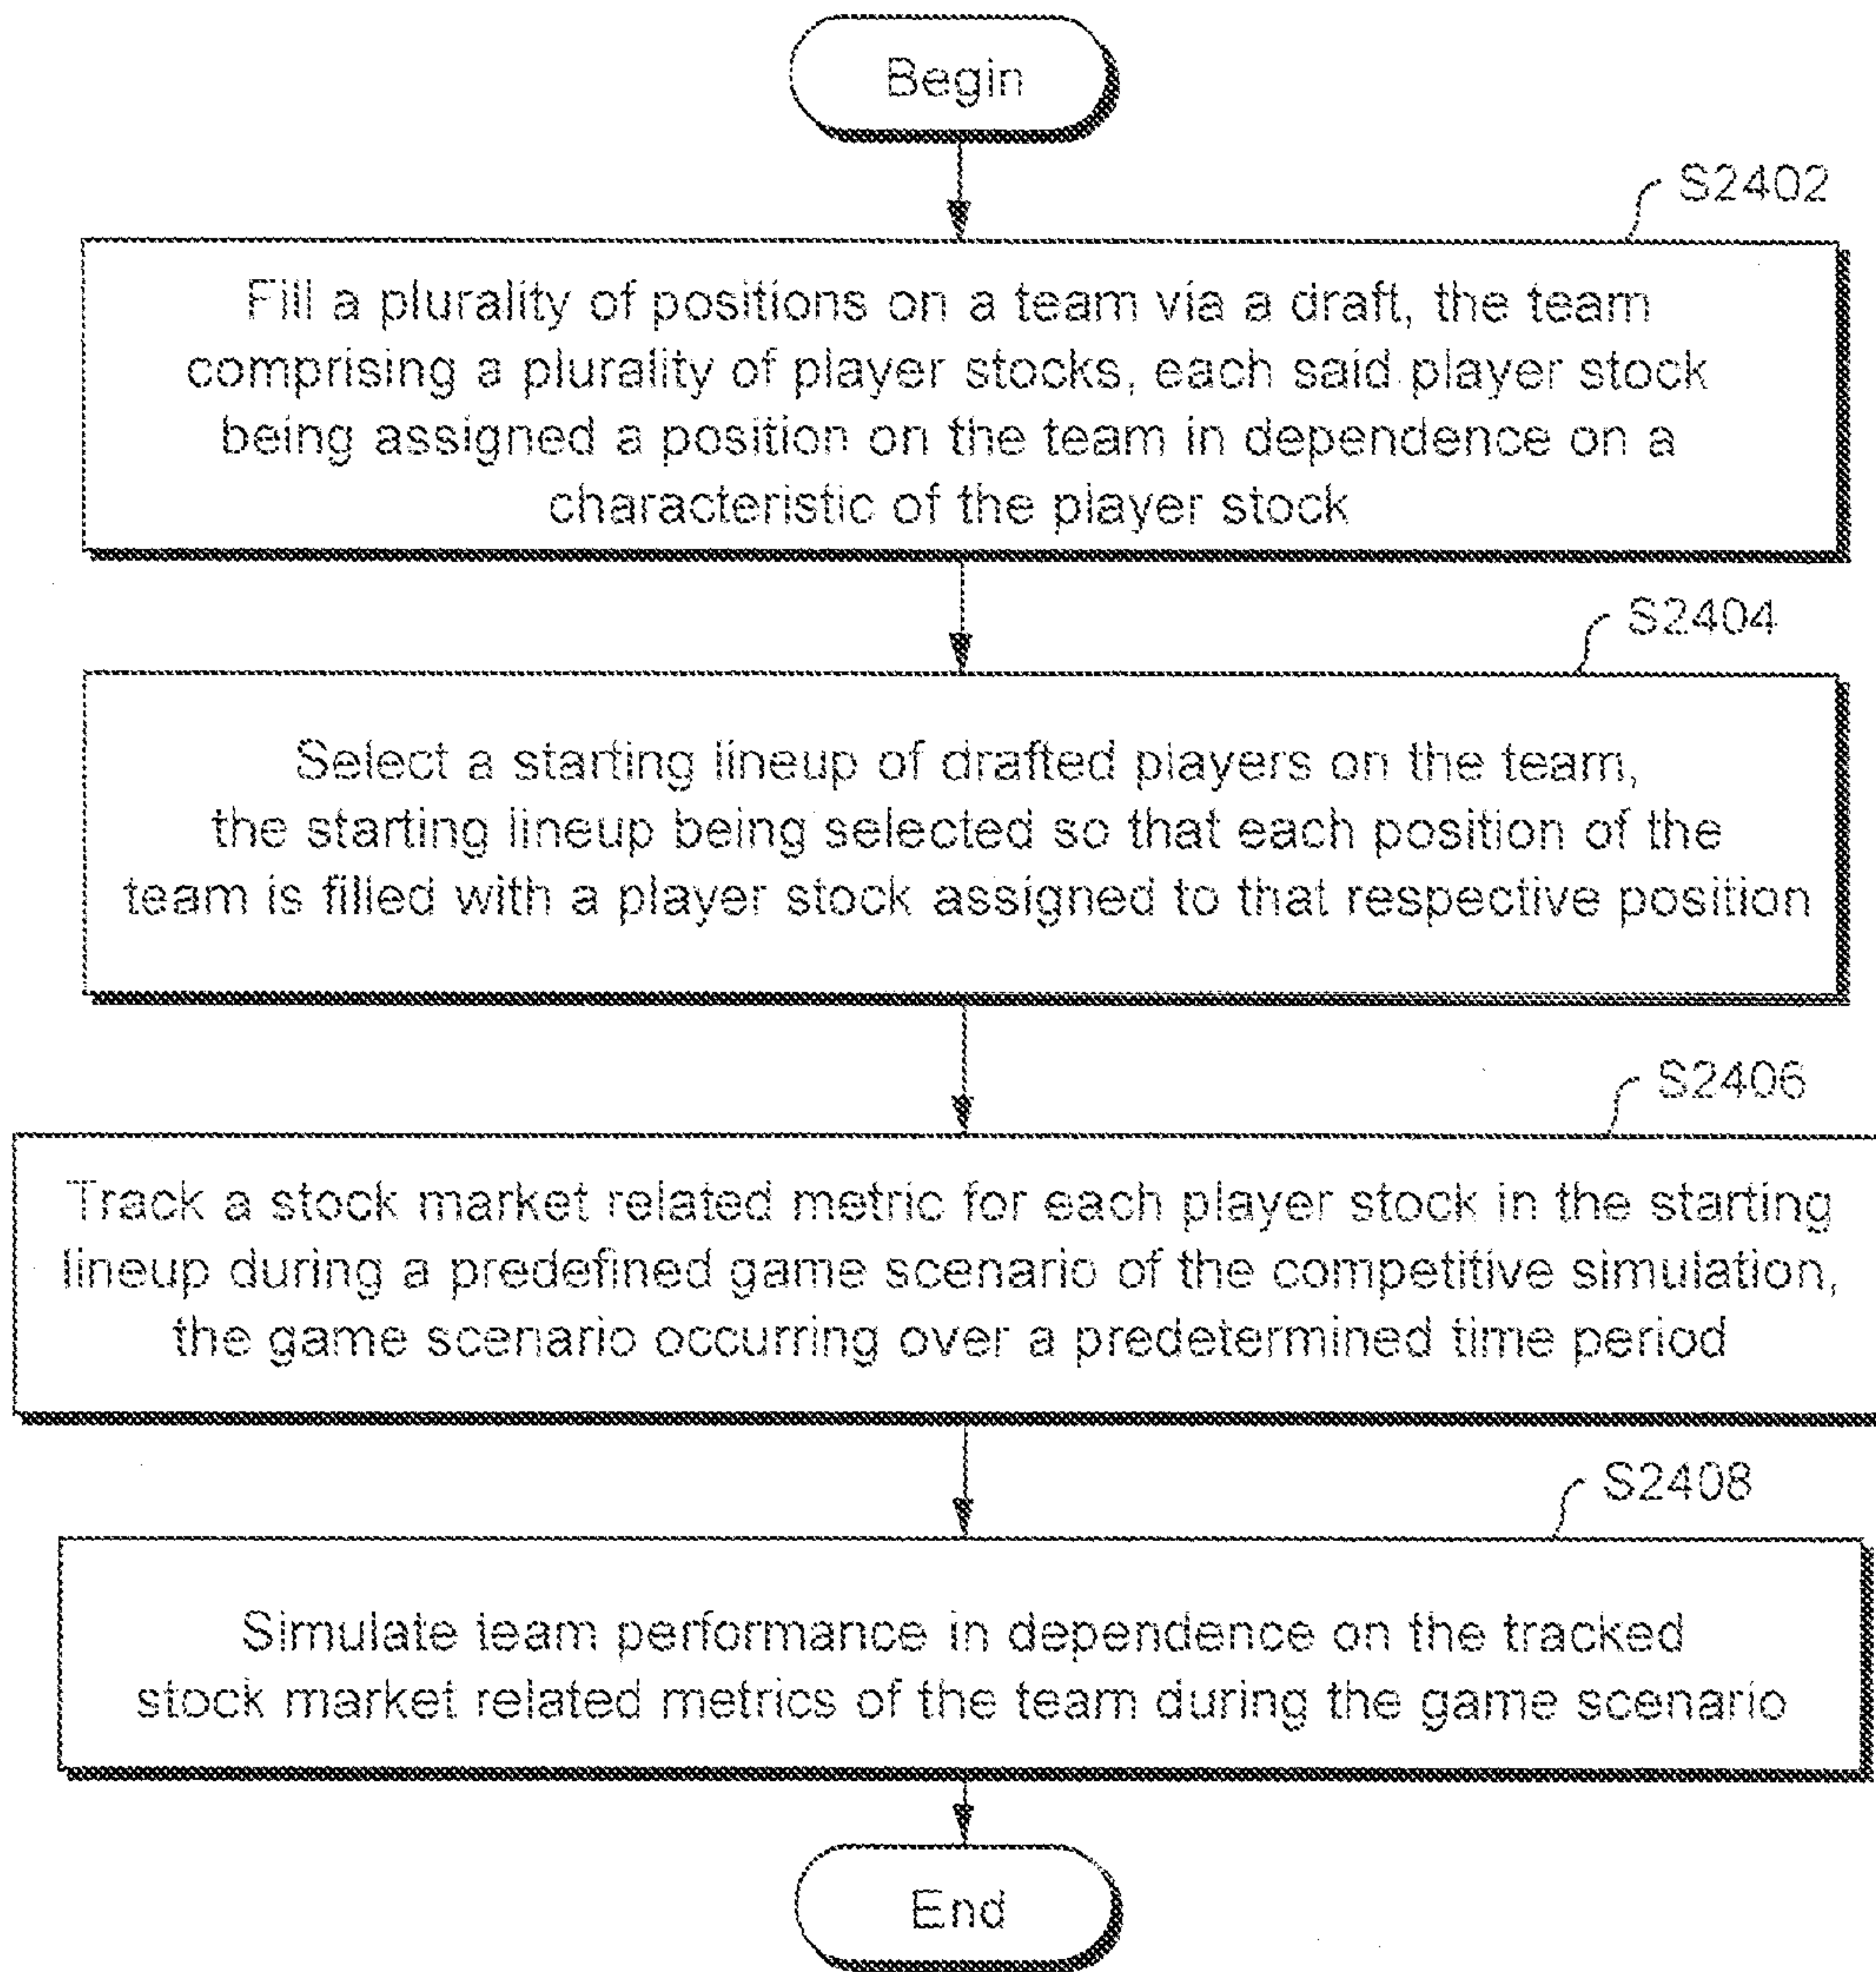 Begin
S2402
Fill a plurality of positions on a team via a draft, the team
comprising a plurality of player stocks, each said player stock
being assigned a position on the team in dependence on a
characteristic of the player stock
S2404
Select a starting lineup of drafted players on the team,
the starting lineup being selected so that each position of the
team is filled with a player stock assigned to that respective position
S2406
Track a stock market related metric for each player stock in the starting
lineup during a predefined game scenario of the competitive simulation,
the game scenario occurring over a predetermined time period
S2408
Simulate team performance in dependence on the tracked
stock market related metrics of the team during the game scenario
End